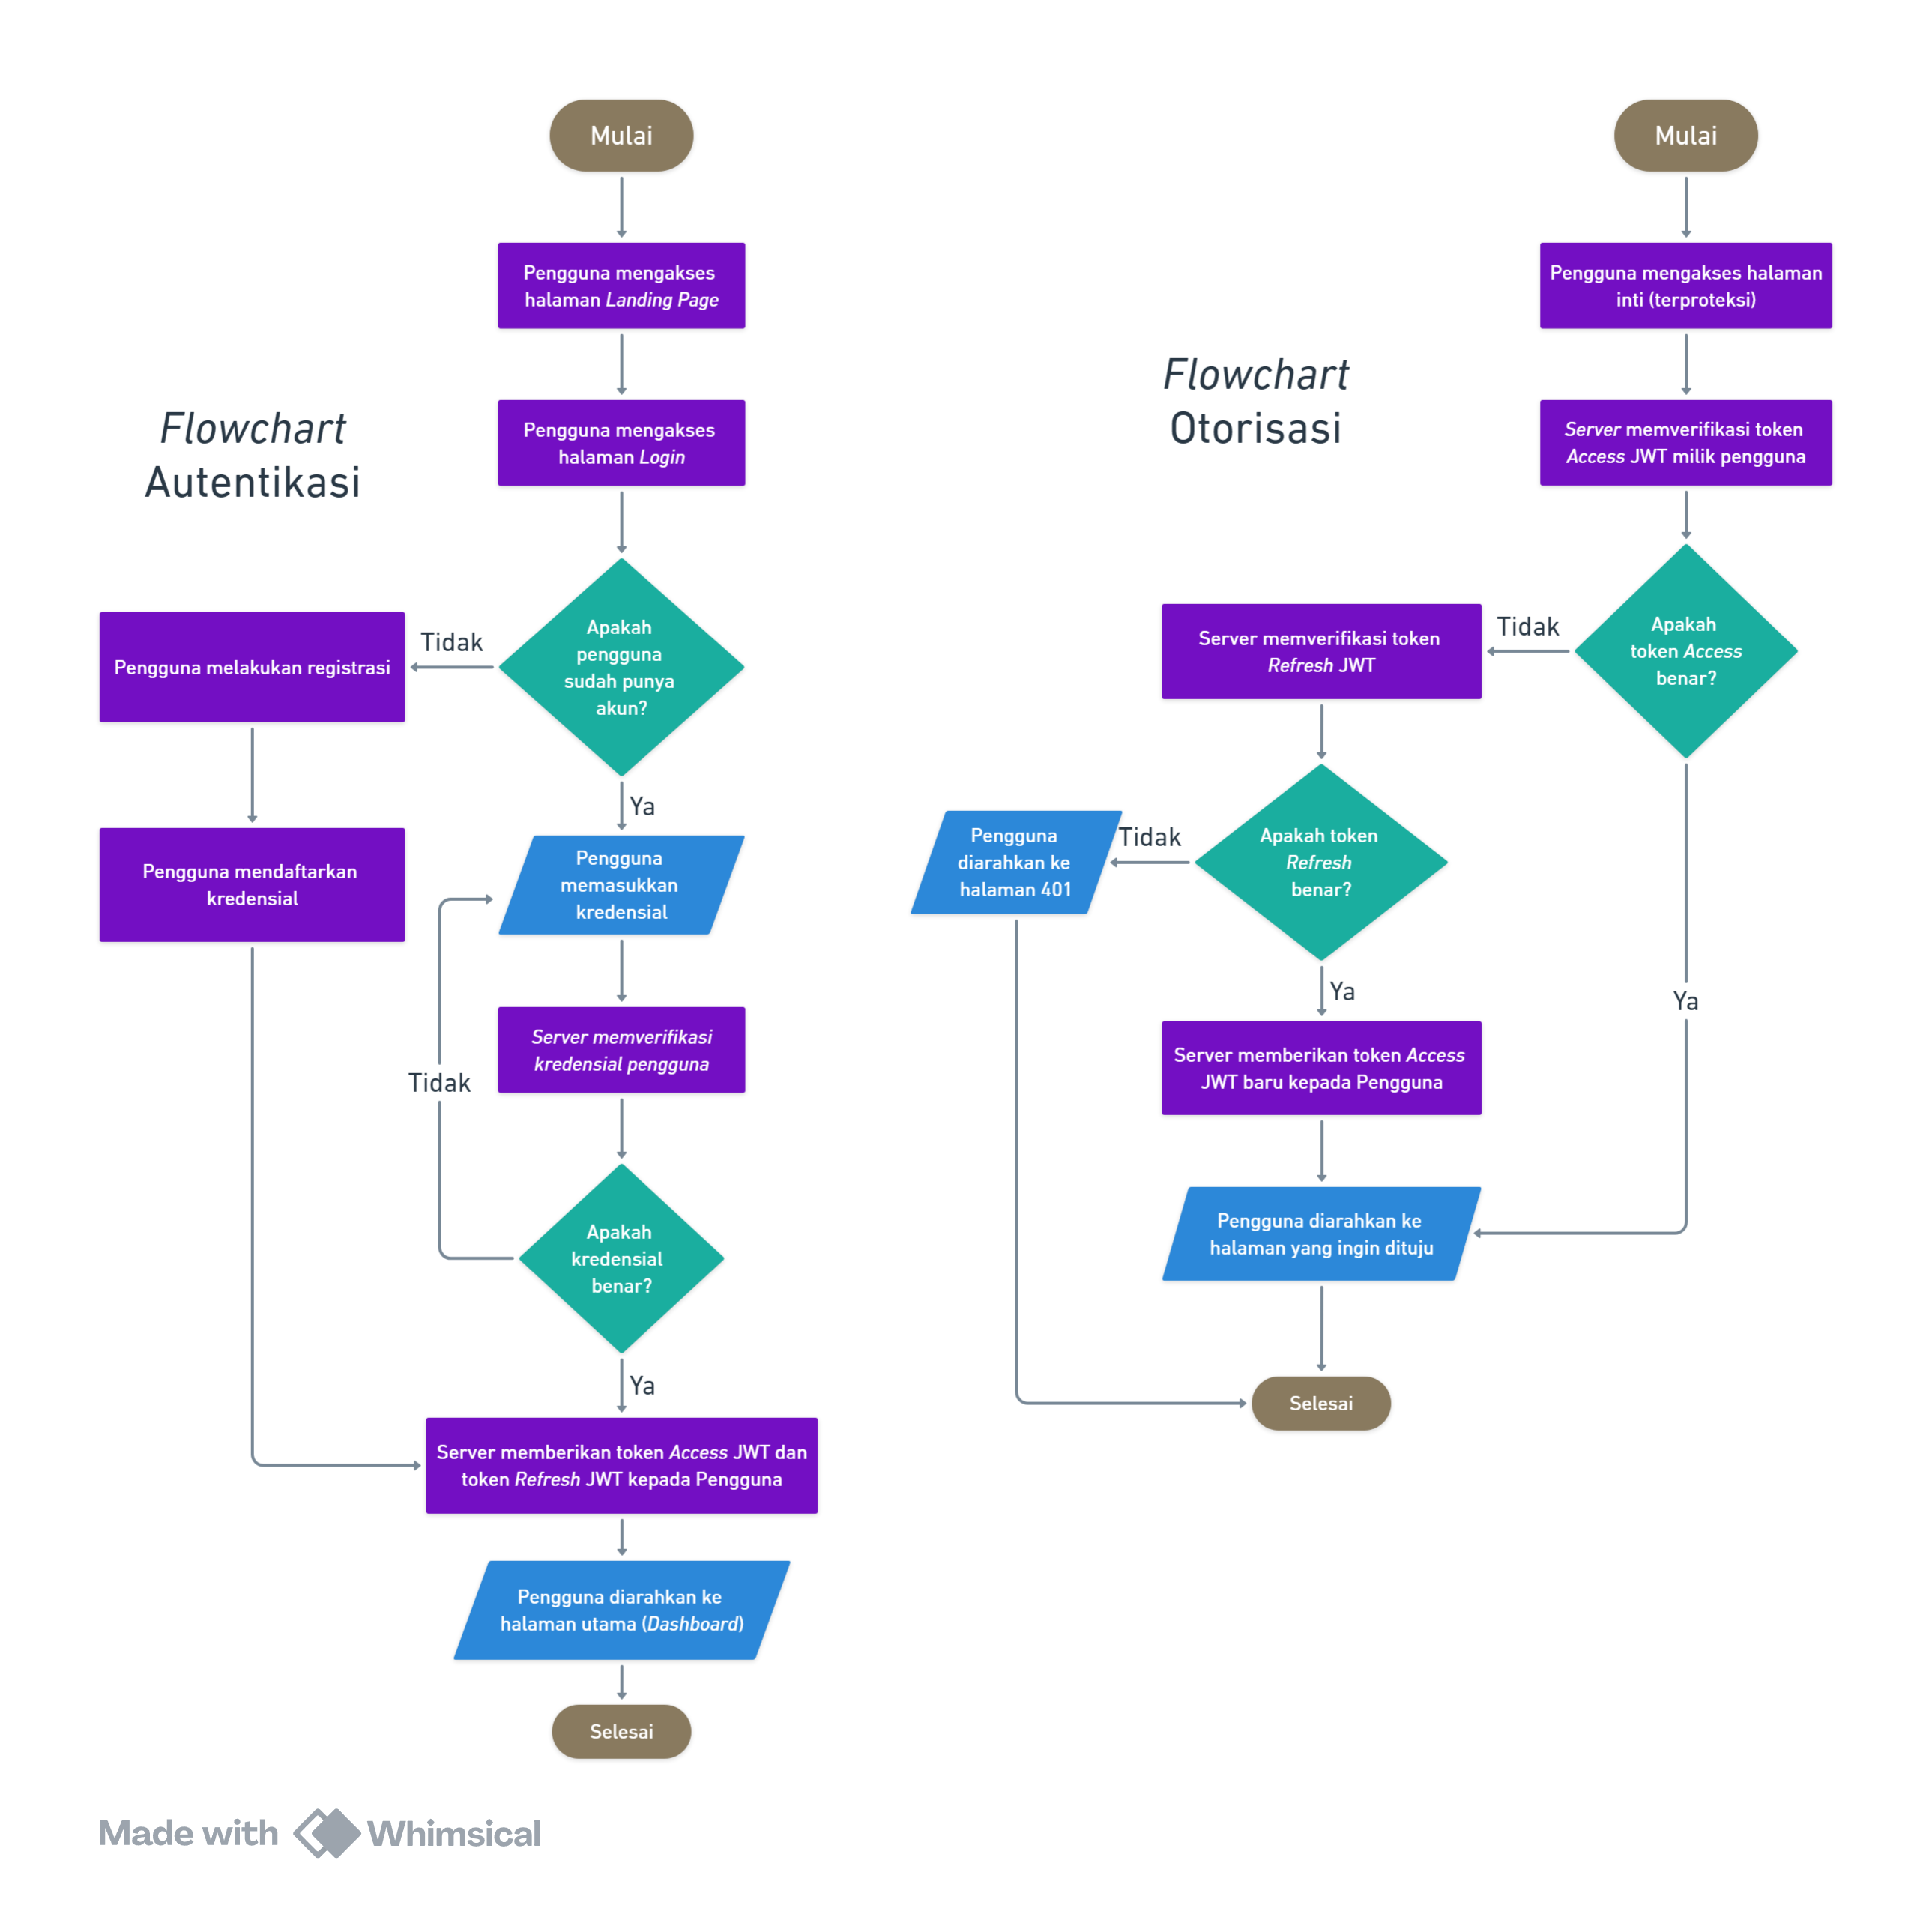 Flowchart
Autentikasi
Mulai
Pengguna mengakses
halaman Landing Page
Pengguna mengakses
halaman Login
Apakah
pengguna
sudah punya
akun?
Tidak
Pengguna melakukan registrasi
Pengguna mendaftarkan
kredensial
Ya
Pengguna
memasukkan
kredensial
Server memverifikasi
kredensial pengguna
Tidak
Apakah
kredensial
benar?
Ya
Server memberikan token Access JWT dan
token Refresh JWT kepada Pengguna
Pengguna diarahkan ke
halaman utama (Dashboard)
Selesai
Flowchart
Otorisasi
Mulai
Pengguna mengakses halaman
inti (terproteksi)
Server memverifikasi token
Access JWT milik pengguna
Apakah
token Access
benar?
Tidak
Server memverifikasi token
Refresh JWT
Apakah token
Refresh
benar?
Tidak
Pengguna
diarahkan ke
halaman 401
Ya
Server memberikan token Access
JWT baru kepada Pengguna
Ya
Pengguna diarahkan ke
halaman yang ingin dituju
Selesai
Made with Whimsical